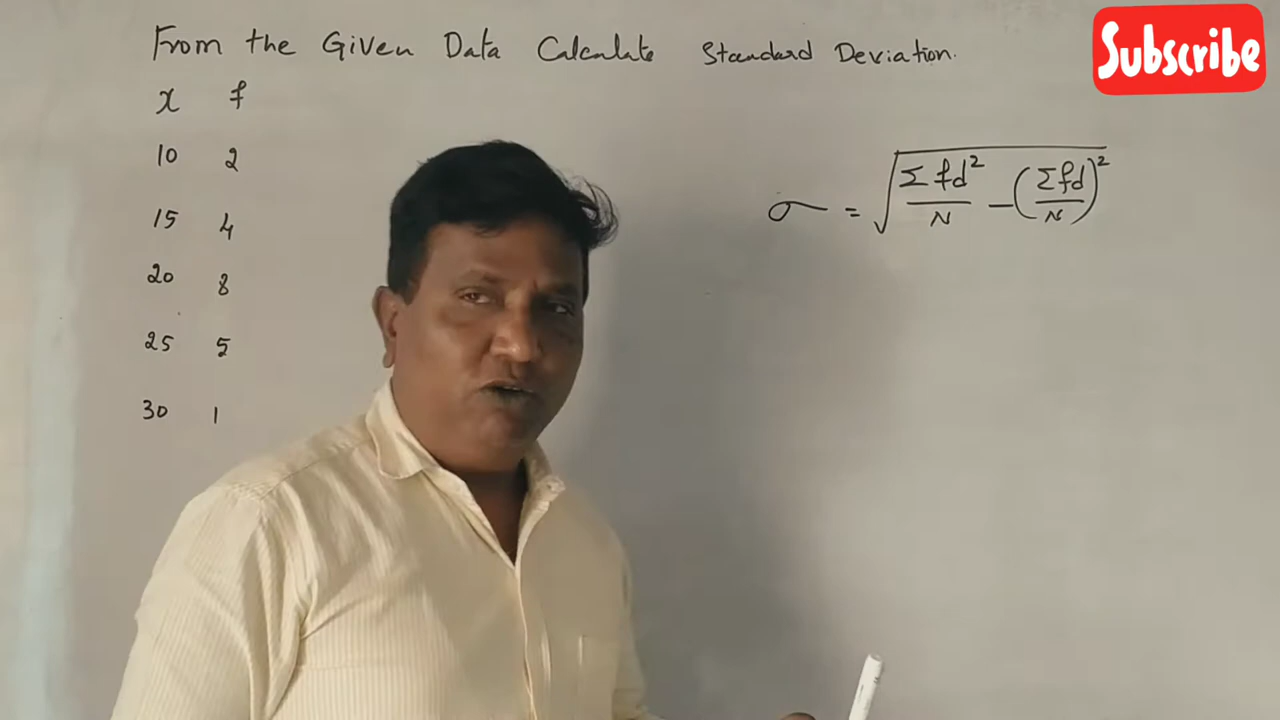 From the Given Data Calculate Standard Deviation.
Subscribe
x f
10 2
15 4
20 8
25 5
30 1
σ = √(Σfd²/N − (Σfd/N)²)